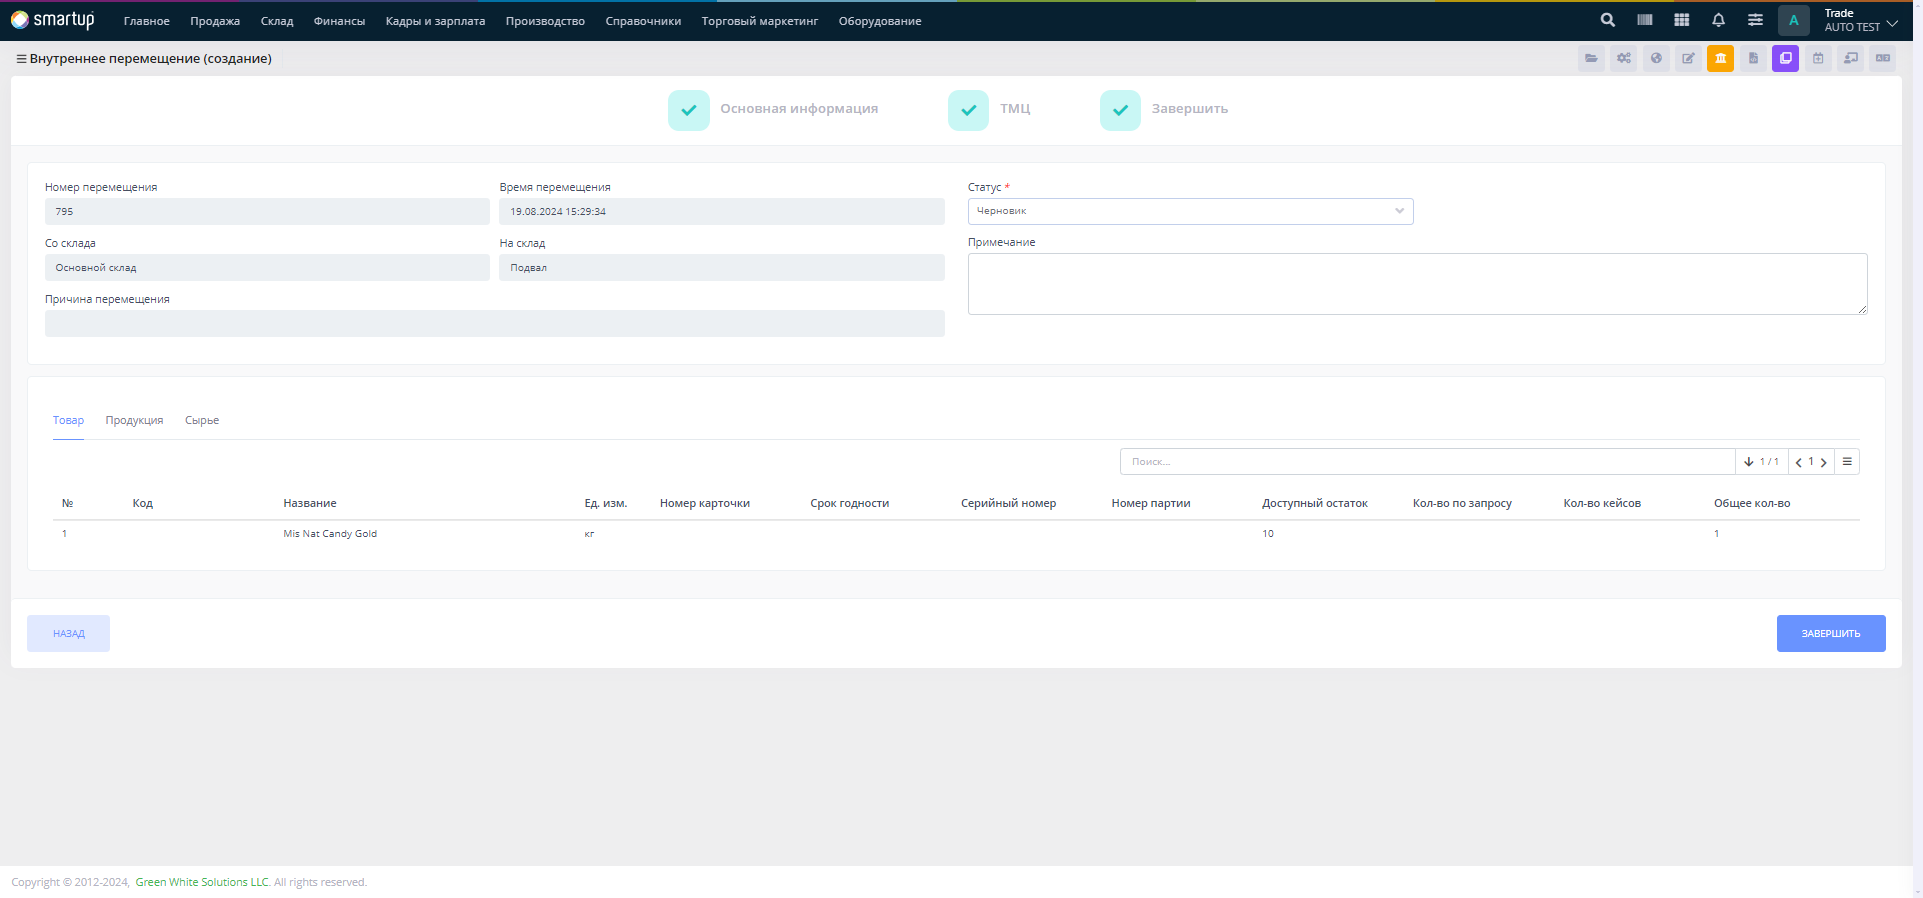 smartup
Главное Продажа Склад Финансы Кадры и зарплата Производство Справочники Торговый маркетинг Оборудование
A
Trade
AUTO TEST
Внутреннее перемещение (создание)
Основная информация
ТМЦ
Завершить
Номер перемещения
795
Время перемещения
19.08.2024 15:29:34
Со склада
Основной склад
На склад
Подвал
Причина перемещения
Статус *
Черновик
Примечание
Товар Продукция Сырье
Поиск... 1 / 1 1
№ Код Название Ед. изм. Номер карточки Срок годности Серийный номер Номер партии Доступный остаток Кол-во по запросу Кол-во кейсов Общее кол-во
1 Mis Nat Candy Gold кг 10 1
НАЗАД
ЗАВЕРШИТЬ
Copyright © 2012-2024, Green White Solutions LLC. All rights reserved.